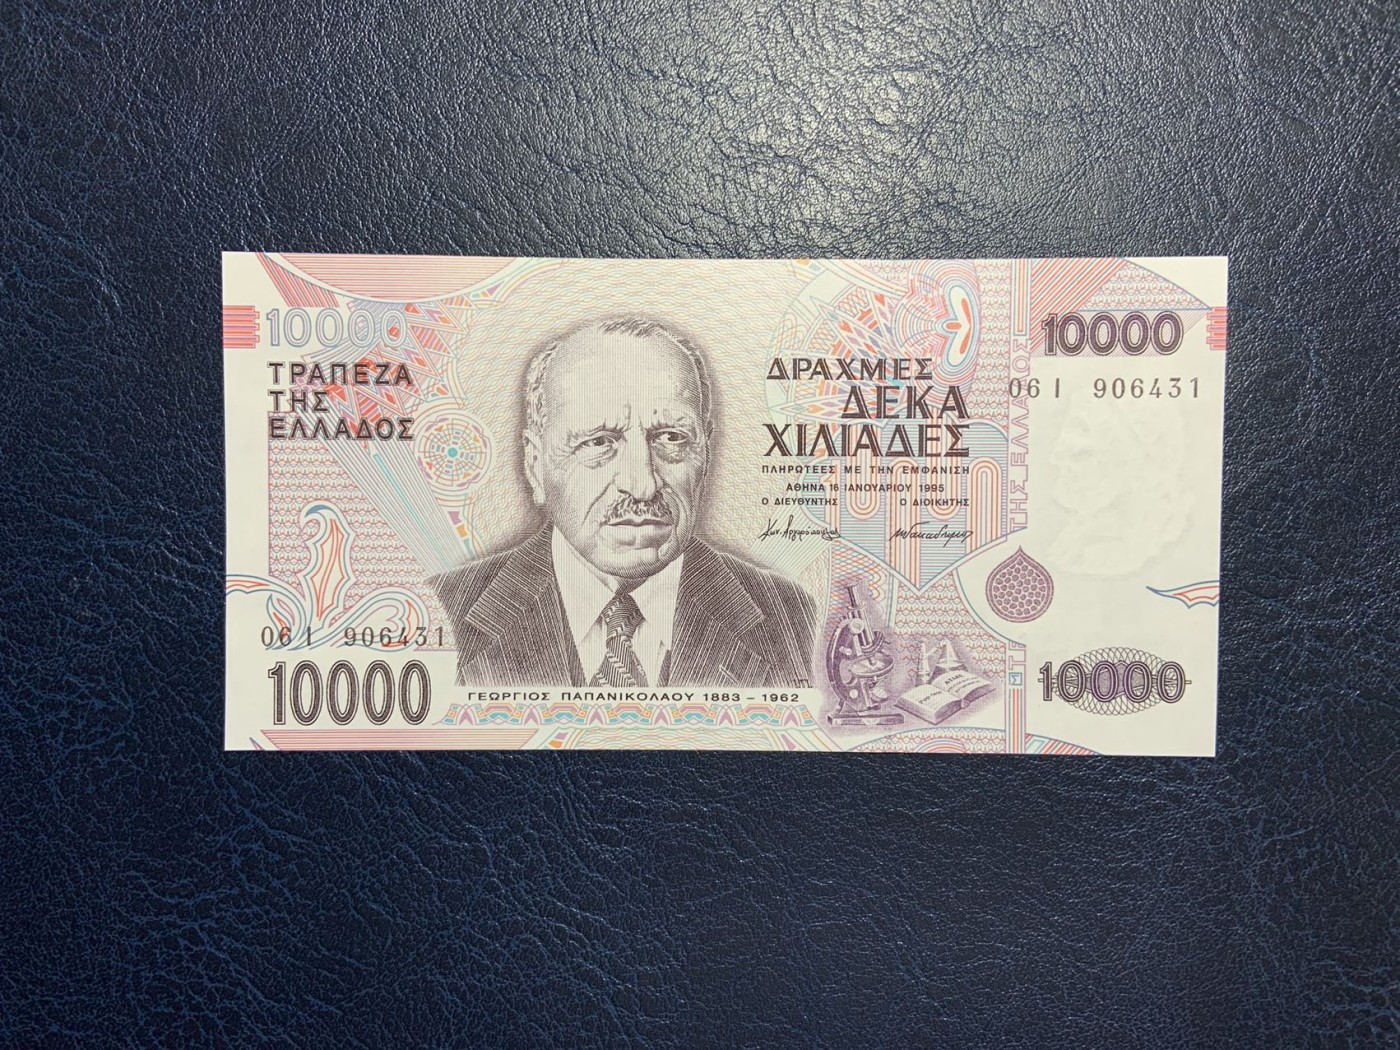 10000
ΤΡΑΠΕΖΑ
ΤΗΣ
ΕΛΛΑΔΟΣ
10000
06Ι 906431
ΔΡΑΧΜΕΣ
ΔΕΚΑ
ΧΙΛΙΑΔΕΣ
ΠΛΗΡΩΤΕΕΣ ΜΕ ΤΗΝ ΕΜΦΑΝΙΣΗ
ΑΘΗΝΑ 16 ΙΑΝΟΥΑΡΙΟΥ 1995
Ο ΔΙΕΥΘΥΝΤΗΣ Ο ΔΙΟΙΚΗΤΗΣ
06Ι 906431
10000
ΓΕΩΡΓΙΟΣ ΠΑΠΑΝΙΚΟΛΑΟΥ 1883 – 1962
10000
ΤΗΣ ΕΛΛΑΔΟΣ